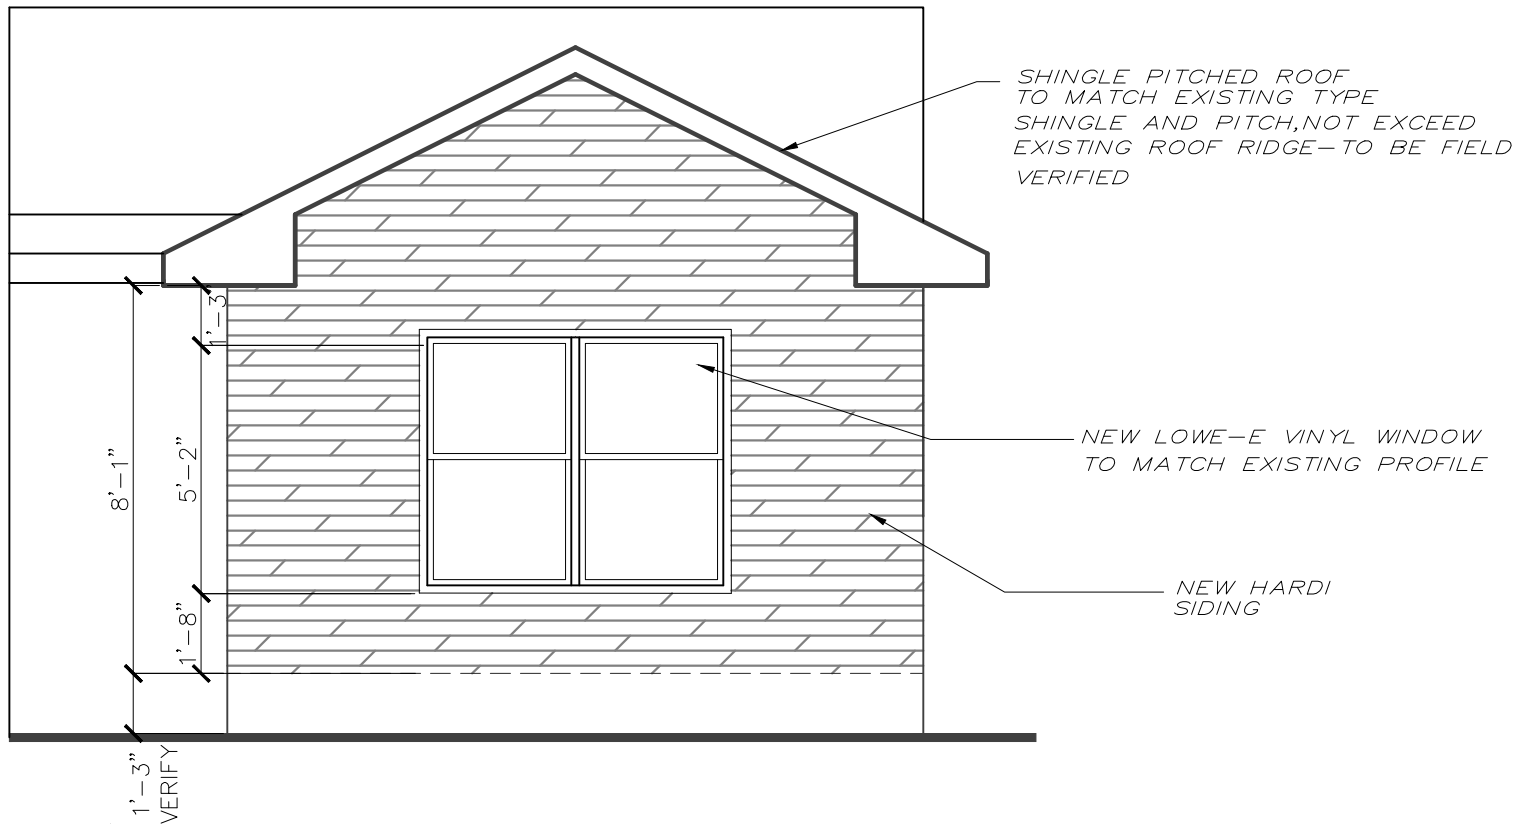 SHINGLE PITCHED ROOF
TO MATCH EXISTING TYPE
SHINGLE AND PITCH,NOT EXCEED
EXISTING ROOF RIDGE-TO BE FIELD
VERIFIED
1'-3
NEW LOWE-E VINYL WINDOW
TO MATCH EXISTING PROFILE
8'-1"
5'-2"
NEW HARDI
SIDING
1'-8"
1'-3"
VERIFY